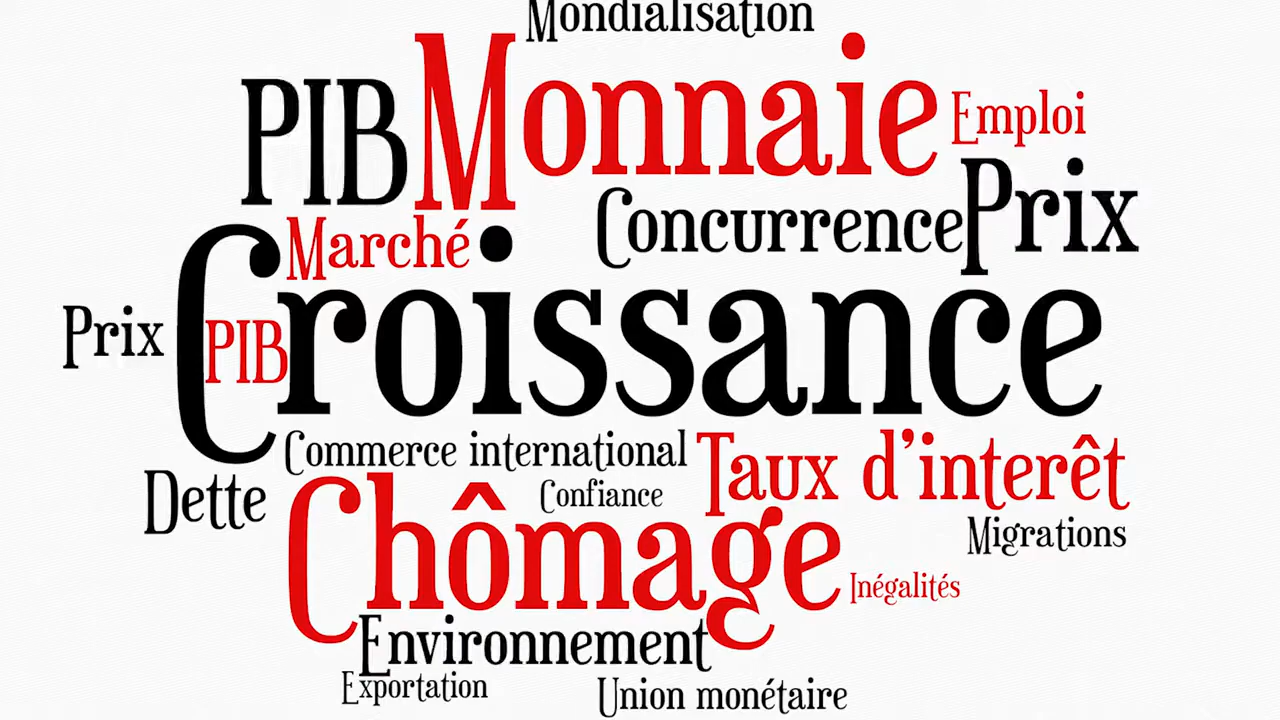 Mondialisation
PIB
Monnaie
Emploi
Prix
Concurrence
Marché
Croissance
Prix
PIB
Commerce international
Taux d'interêt
Dette
Confiance
Chômage
Migrations
Inégalités
Environnement
Exportation
Union monétaire